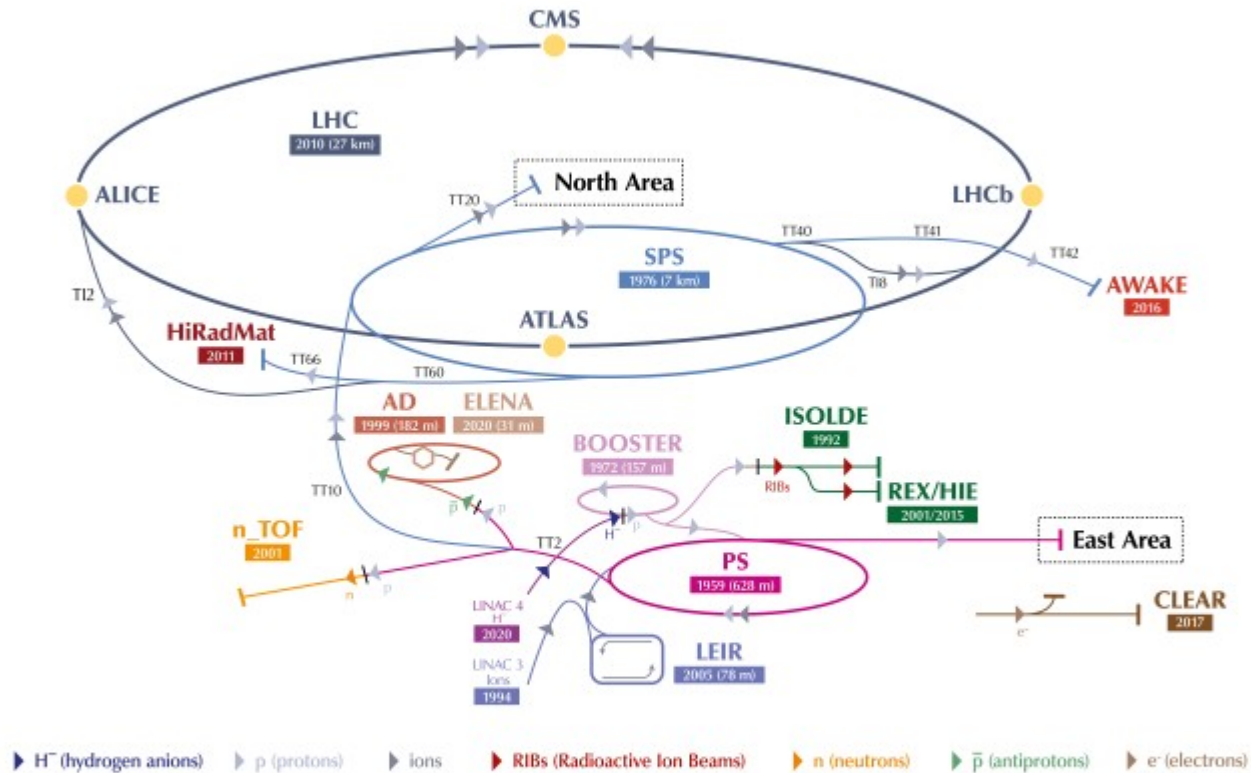 CMS
LHC
2010 (27 km)
North Area
TT20
ALICE
LHCb
TT40
TT41
TT42
SPS
1976 (7 km)
TI8
AWAKE
2016
TI2
ATLAS
HiRadMat
2011
TT66
TT60
AD
1999 (182 m)
ELENA
2020 (31 m)
ISOLDE
1992
BOOSTER
1972 (157 m)
RIBs
REX/HIE
2001/2015
TT10
p̅
p
H⁻
p
n_TOF
2001
TT2
East Area
PS
1959 (628 m)
n
p
LINAC 4
H⁻
2020
CLEAR
2017
e⁻
LINAC 3
Ions
1994
LEIR
2005 (78 m)
H⁻ (hydrogen anions)
p (protons)
ions
RIBs (Radioactive Ion Beams)
n (neutrons)
p̅ (antiprotons)
e⁻ (electrons)